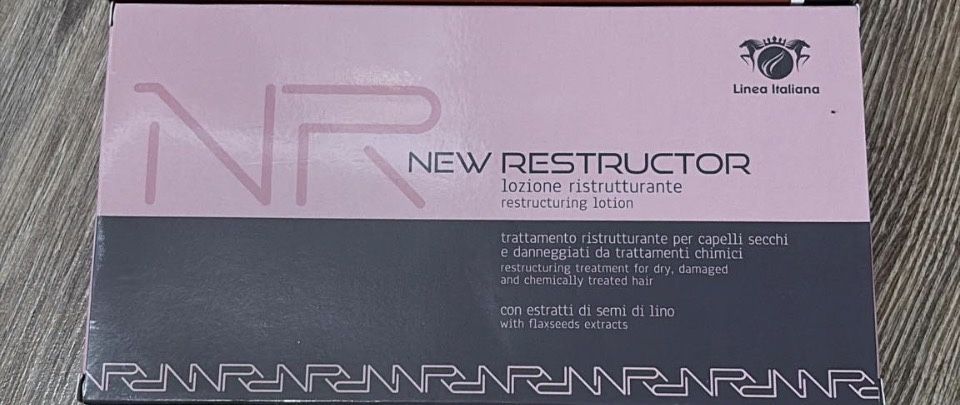 Linea Italiana
NR
NEW RESTRUCTOR
lozione ristrutturante
restructuring lotion
trattamento ristrutturante per capelli secchi
e danneggiati da trattamenti chimici
restructuring treatment for dry, damaged
and chemically treated hair
con estratti di semi di lino
with flaxseeds extracts